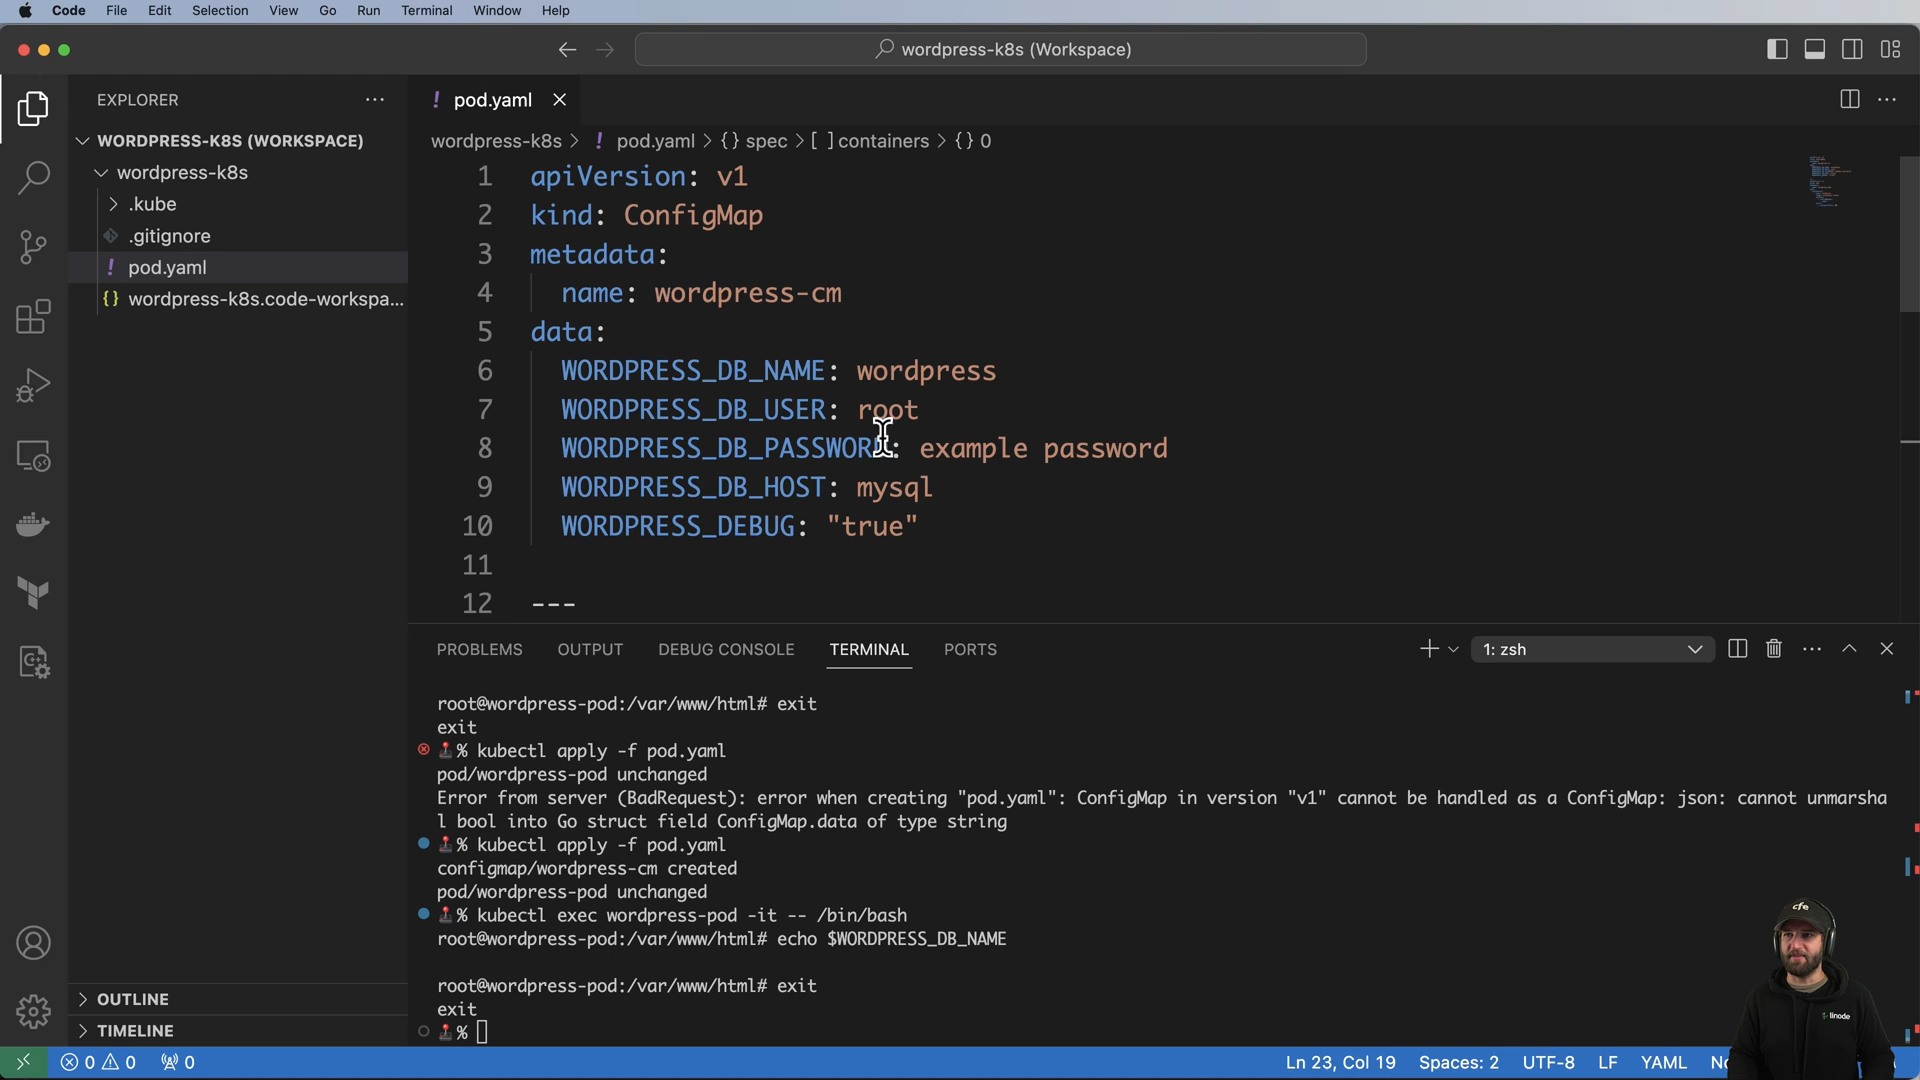 Code File Edit Selection View Go Run Terminal Window Help
wordpress-k8s (Workspace)
EXPLORER
WORDPRESS-K8S (WORKSPACE)
wordpress-k8s
.kube
.gitignore
! pod.yaml
{} wordpress-k8s.code-workspa...
OUTLINE
TIMELINE
! pod.yaml
wordpress-k8s > ! pod.yaml > {} spec > [ ] containers > {} 0
1 apiVersion: v1
2 kind: ConfigMap
3 metadata:
4 name: wordpress-cm
5 data:
6 WORDPRESS_DB_NAME: wordpress
7 WORDPRESS_DB_USER: root
8 WORDPRESS_DB_PASSWORD: example password
9 WORDPRESS_DB_HOST: mysql
10 WORDPRESS_DEBUG: "true"
11
12 ---
PROBLEMS OUTPUT DEBUG CONSOLE TERMINAL PORTS
1: zsh
root@wordpress-pod:/var/www/html# exit
exit
% kubectl apply -f pod.yaml
pod/wordpress-pod unchanged
Error from server (BadRequest): error when creating "pod.yaml": ConfigMap in version "v1" cannot be handled as a ConfigMap: json: cannot unmarsha
l bool into Go struct field ConfigMap.data of type string
% kubectl apply -f pod.yaml
configmap/wordpress-cm created
pod/wordpress-pod unchanged
% kubectl exec wordpress-pod -it -- /bin/bash
root@wordpress-pod:/var/www/html# echo $WORDPRESS_DB_NAME
root@wordpress-pod:/var/www/html# exit
exit
%
cfe
linode
0 0 0
Ln 23, Col 19 Spaces: 2 UTF-8 LF YAML